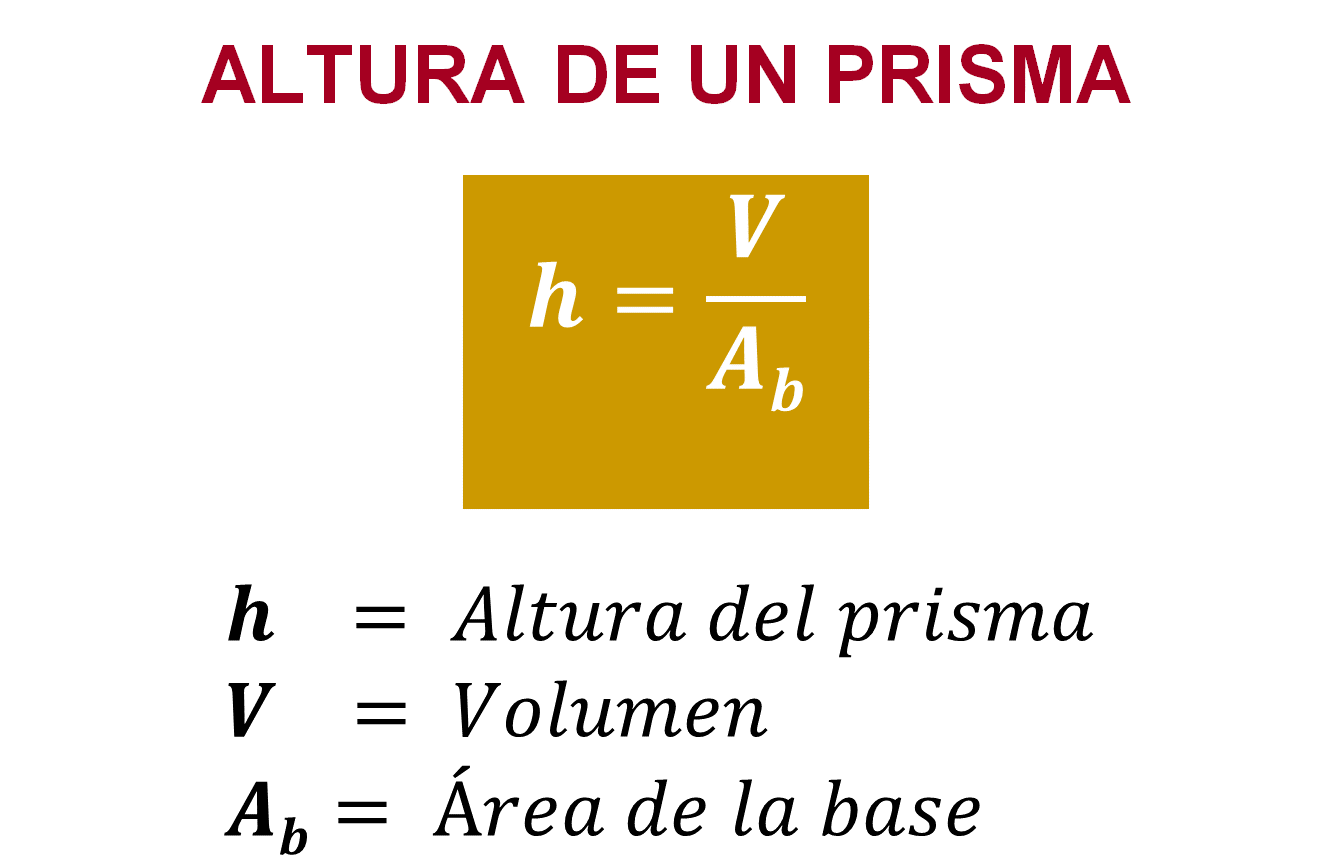 ALTURA DE UN PRISMA
h = V / A_b
h = Altura del prisma
V = Volumen
A_b = Área de la base